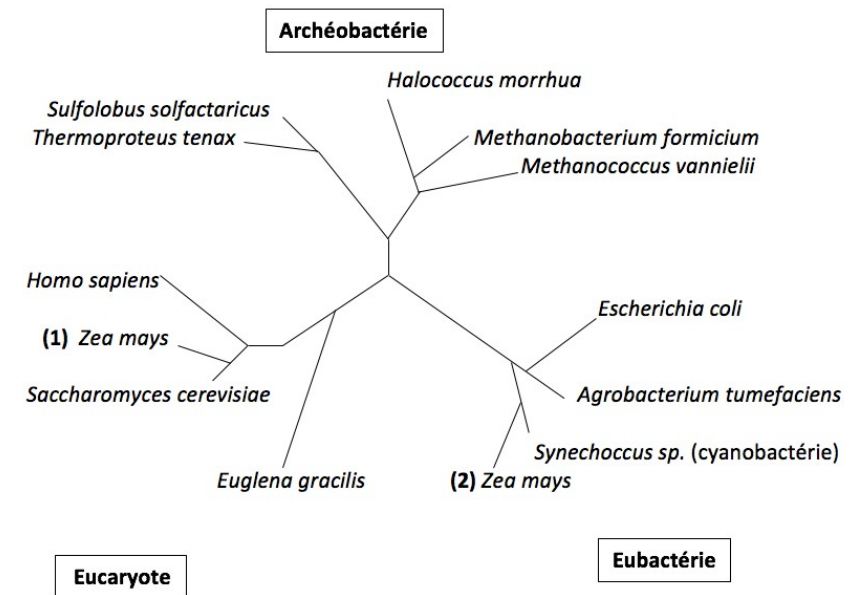 Archéobactérie
Halococcus morrhua
Sulfolobus solfactaricus
Thermoproteus tenax
Methanobacterium formicium
Methanococcus vannielii
Homo sapiens
(1) Zea mays
Saccharomyces cerevisiae
Euglena gracilis
Escherichia coli
Agrobacterium tumefaciens
Synechoccus sp. (cyanobactérie)
(2) Zea mays
Eucaryote
Eubactérie